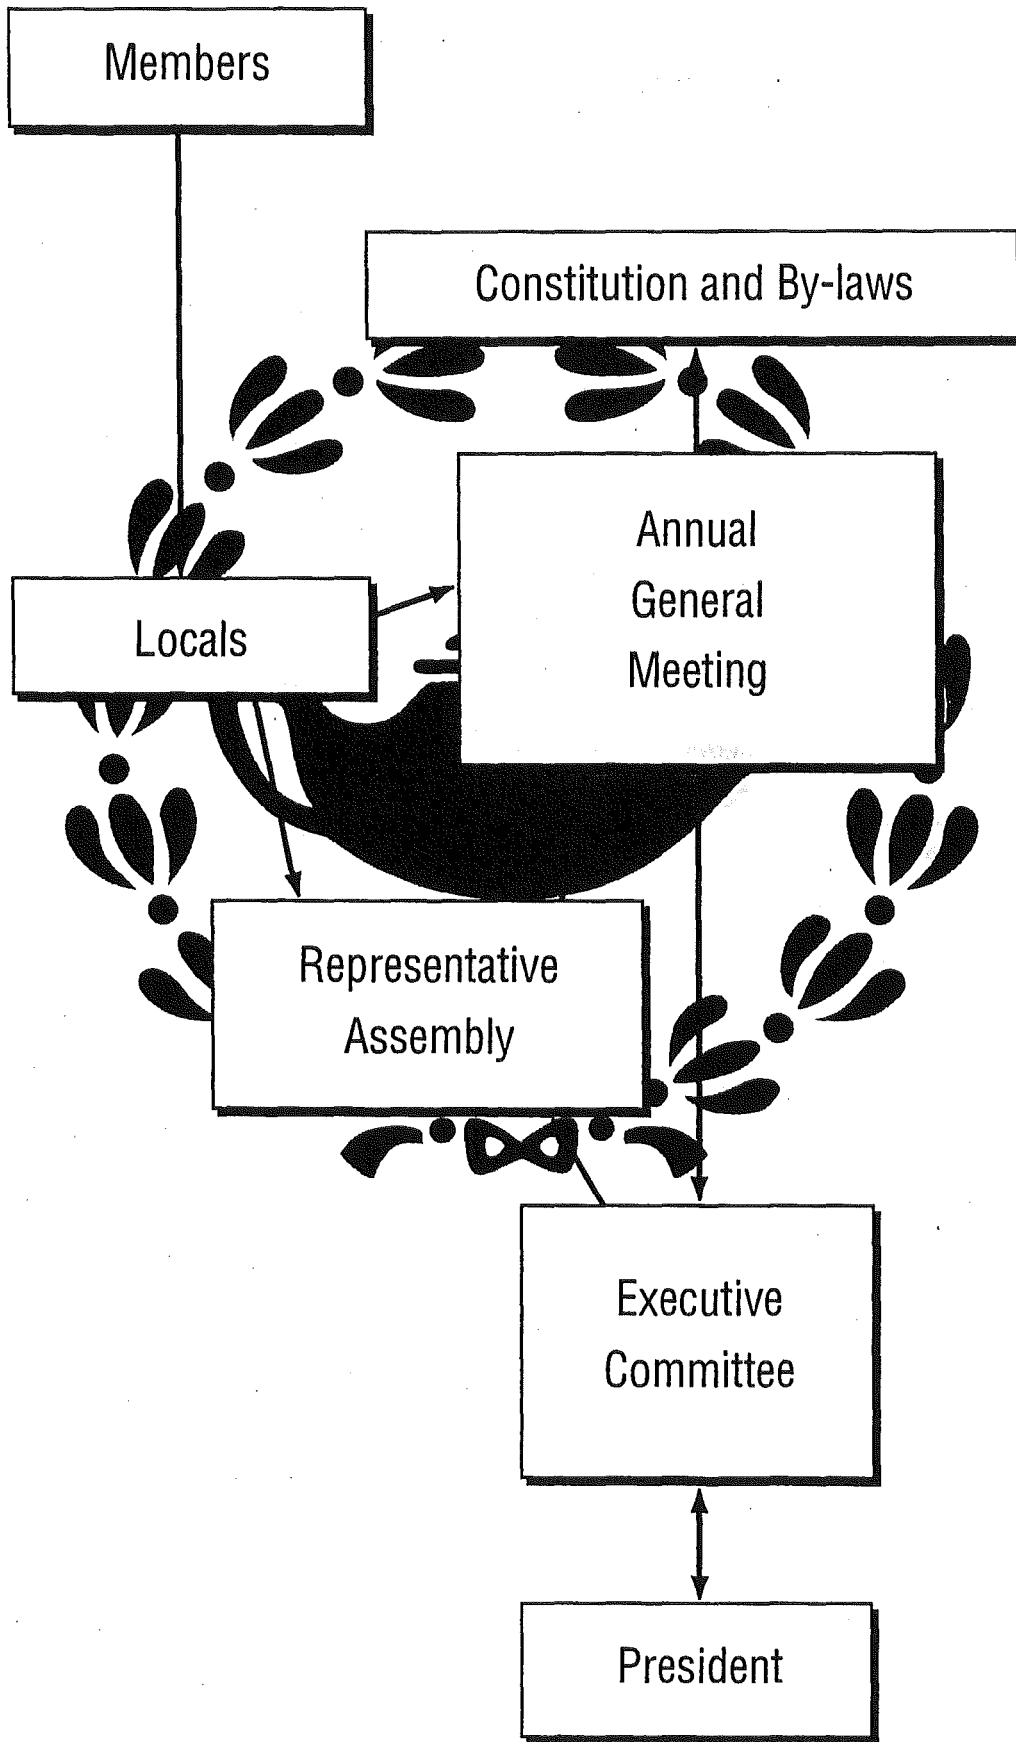 Members
Constitution and By-laws
Annual
General
Meeting
Locals
Representative
Assembly
Executive
Committee
President